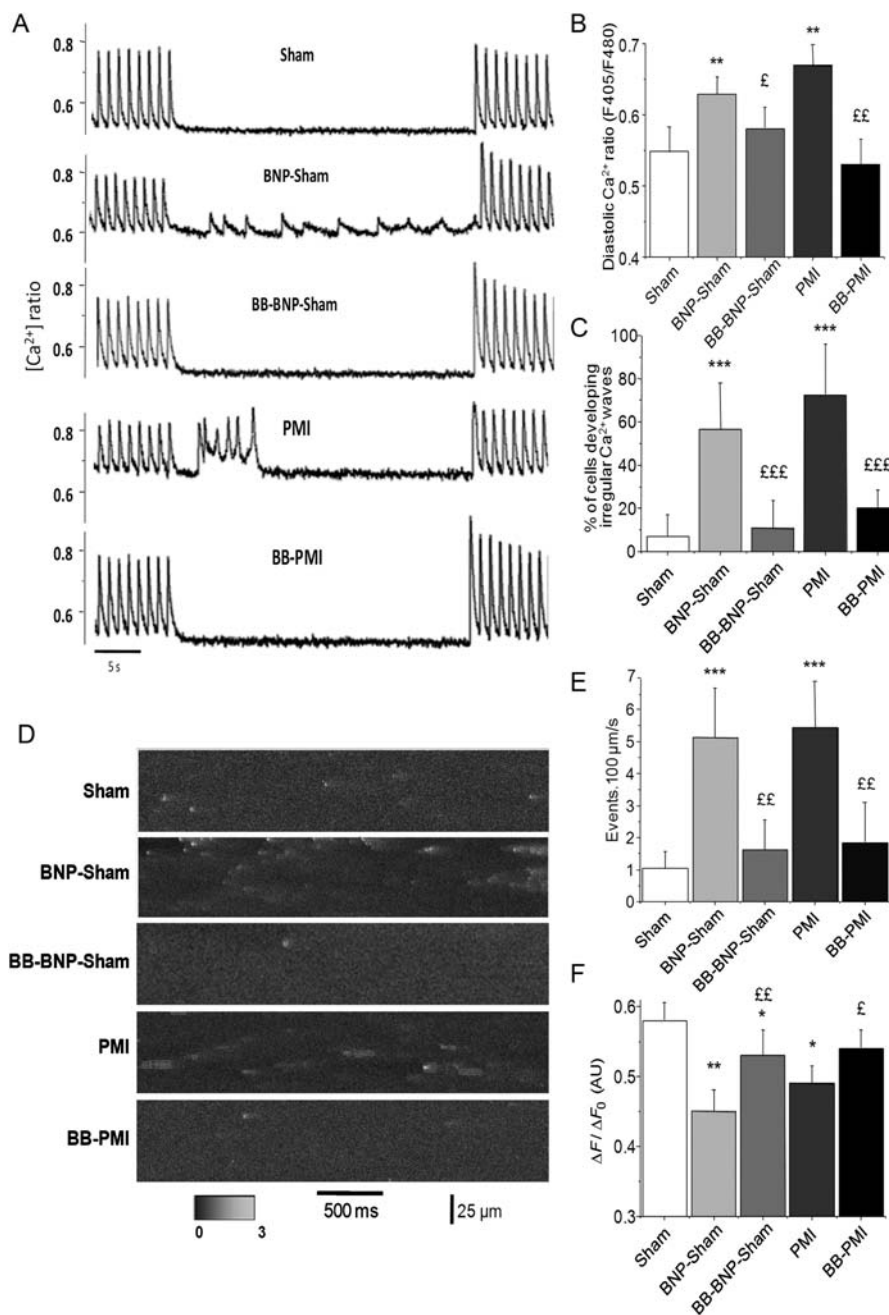 A
[Ca²⁺] ratio
0.8
0.6
Sham
0.8
0.6
BNP-Sham
0.8
0.6
BB-BNP-Sham
0.8
0.6
PMI
0.8
0.6
BB-PMI
5 s
B
Diastolic Ca²⁺ ratio (F405/F480)
0.7
0.6
0.5
0.4
**
£
**
££
Sham
BNP-Sham
BB-BNP-Sham
PMI
BB-PMI
C
% of cells developing
irregular Ca²⁺ waves
100
80
60
40
20
0
***
£££
***
£££
Sham
BNP-Sham
BB-BNP-Sham
PMI
BB-PMI
D
Sham
BNP-Sham
BB-BNP-Sham
PMI
BB-PMI
0 3
500 ms
25 µm
E
Events.100 µm/s
7
6
5
4
3
2
1
0
***
££
***
££
Sham
BNP-Sham
BB-BNP-Sham
PMI
BB-PMI
F
ΔF / ΔF₀ (AU)
0.6
0.5
0.4
0.3
**
££
*
*
£
Sham
BNP-Sham
BB-BNP-Sham
PMI
BB-PMI